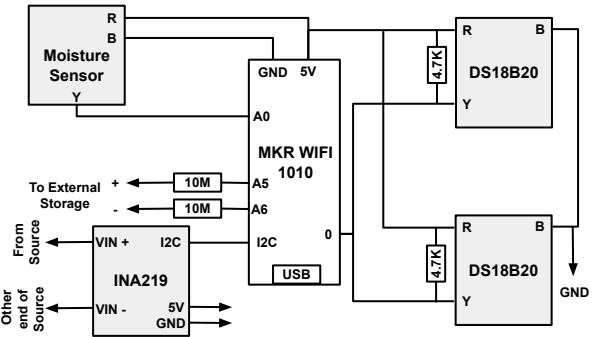 R
B
Moisture
Sensor
Y
GND 5V
A0
MKR WIFI
1010
A5
A6
I2C
0
USB
10M
10M
To External
Storage
+
-
From
Source
Other
end of
Source
VIN +
I2C
INA219
VIN -
5V
GND
4.7K
R
B
DS18B20
Y
4.7K
R
B
DS18B20
Y
GND